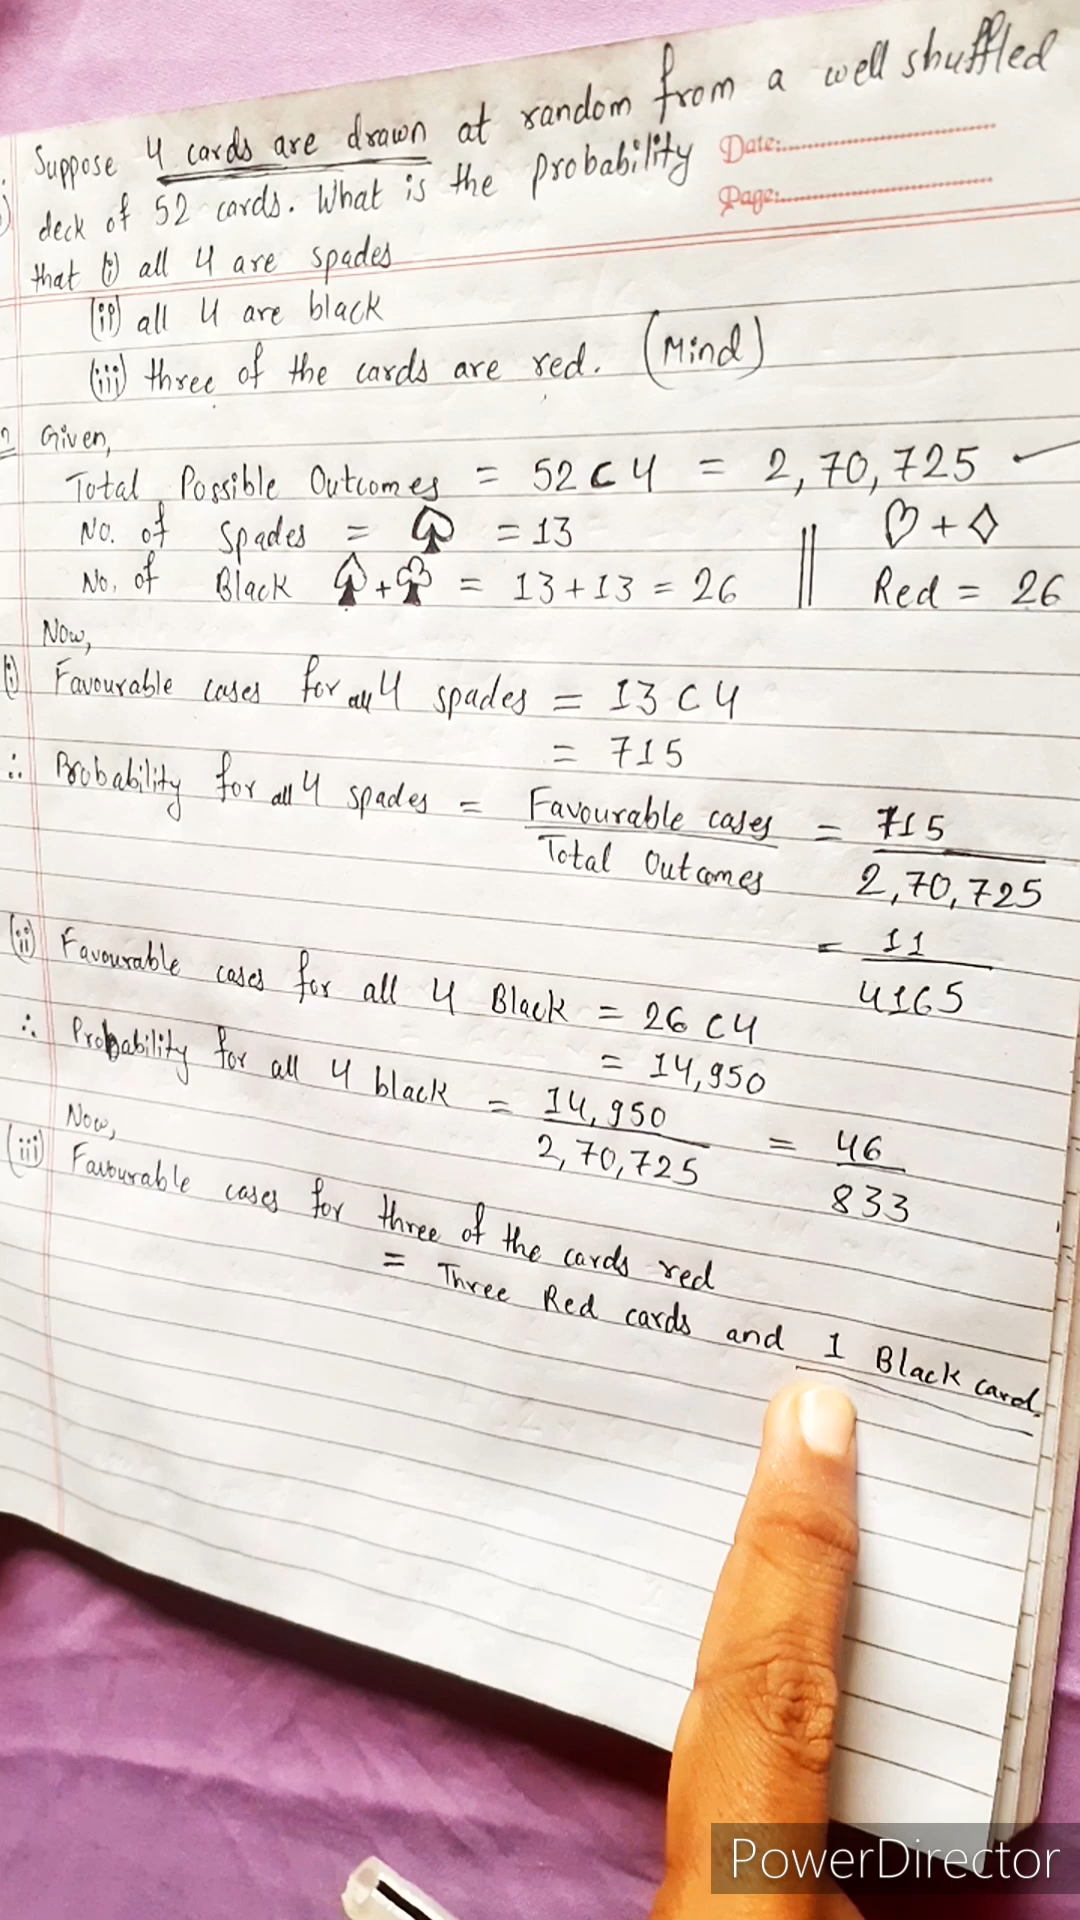 Suppose 4 cards are drawn at random from a well shuffled
deck of 52 cards. What is the probability
Date:
Page:
that (i) all 4 are spades
(ii) all 4 are black
(iii) three of the cards are red. (Mind)
Given,
Total Possible Outcomes = 52C4 = 2,70,725
No. of Spades = ♠ = 13
♡ + ♢
No. of Black ♠ + ♣ = 13+13 = 26
Red = 26
Now,
(i) Favourable cases for all 4 spades = 13C4
= 715
∴ Probability for all 4 spades = Favourable cases / Total Outcomes = 715 / 2,70,725
= 11 / 4165
(ii) Favourable cases for all 4 Black = 26C4
= 14,950
∴ Probability for all 4 black = 14,950 / 2,70,725 = 46 / 833
Now,
(iii) Favourable cases for three of the cards red
= Three Red cards and 1 Black card.
PowerDirector